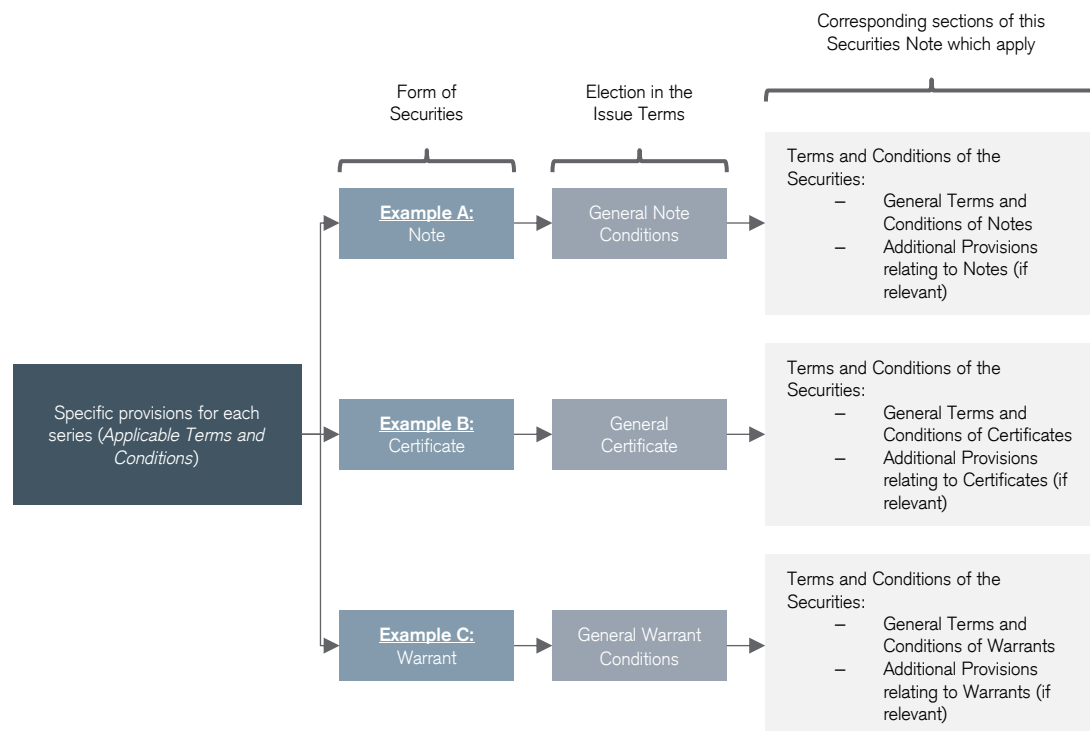 Corresponding sections of this
Securities Note which apply
Form of
Securities
Election in the
Issue Terms
Terms and Conditions of the
Securities:
– General Terms and
Conditions of Notes
– Additional Provisions
relating to Notes (if
relevant)
Example A:
Note
General Note
Conditions
Specific provisions for each
series (Applicable Terms and
Conditions)
Example B:
Certificate
General
Certificate
Terms and Conditions of the
Securities:
– General Terms and
Conditions of Certificates
– Additional Provisions
relating to Certificates (if
relevant)
Example C:
Warrant
General Warrant
Conditions
Terms and Conditions of the
Securities:
– General Terms and
Conditions of Warrants
– Additional Provisions
relating to Warrants (if
relevant)